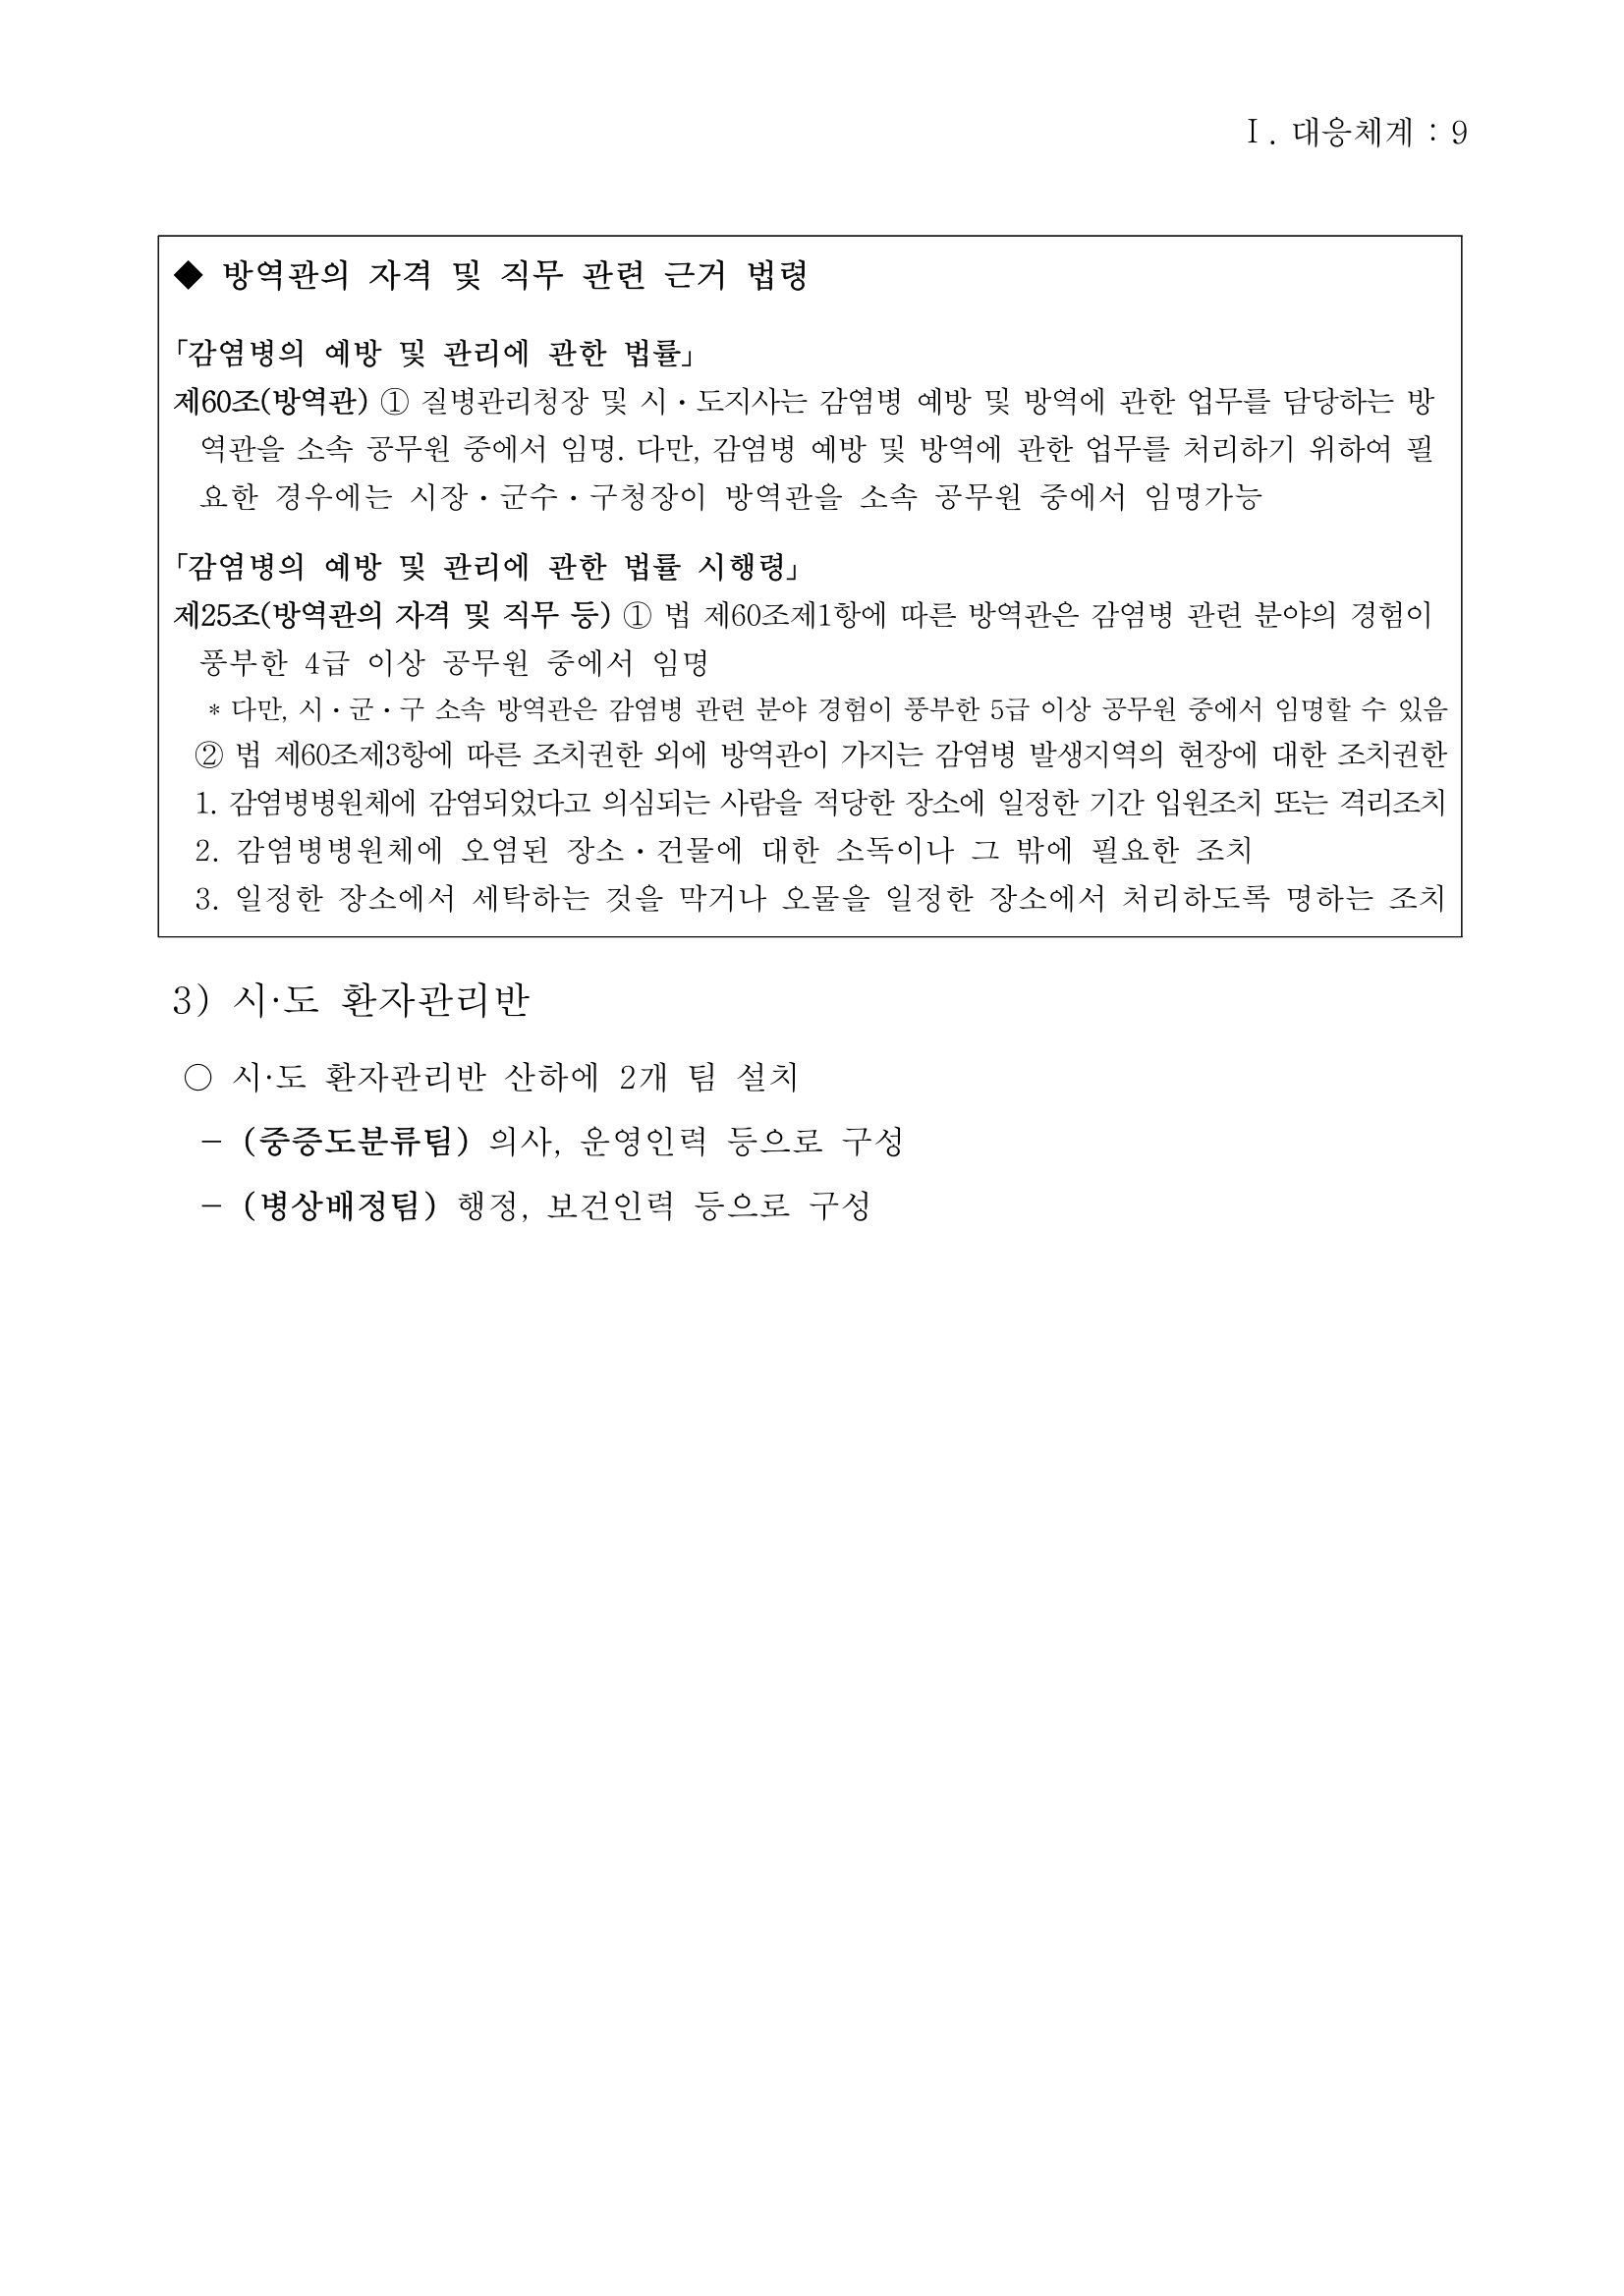 Ⅰ. 대응체계 : 9
◆ 방역관의 자격 및 직무 관련 근거 법령
「감염병의 예방 및 관리에 관한 법률」
제60조(방역관) ① 질병관리청장 및 시・도지사는 감염병 예방 및 방역에 관한 업무를 담당하는 방
역관을 소속 공무원 중에서 임명. 다만, 감염병 예방 및 방역에 관한 업무를 처리하기 위하여 필
요한 경우에는 시장・군수・구청장이 방역관을 소속 공무원 중에서 임명가능
「감염병의 예방 및 관리에 관한 법률 시행령」
제25조(방역관의 자격 및 직무 등) ① 법 제60조제1항에 따른 방역관은 감염병 관련 분야의 경험이
풍부한 4급 이상 공무원 중에서 임명
* 다만, 시・군・구 소속 방역관은 감염병 관련 분야 경험이 풍부한 5급 이상 공무원 중에서 임명할 수 있음
② 법 제60조제3항에 따른 조치권한 외에 방역관이 가지는 감염병 발생지역의 현장에 대한 조치권한
1. 감염병병원체에 감염되었다고 의심되는 사람을 적당한 장소에 일정한 기간 입원조치 또는 격리조치
2. 감염병병원체에 오염된 장소・건물에 대한 소독이나 그 밖에 필요한 조치
3. 일정한 장소에서 세탁하는 것을 막거나 오물을 일정한 장소에서 처리하도록 명하는 조치
3) 시·도 환자관리반
○ 시·도 환자관리반 산하에 2개 팀 설치
- (중증도분류팀) 의사, 운영인력 등으로 구성
- (병상배정팀) 행정, 보건인력 등으로 구성